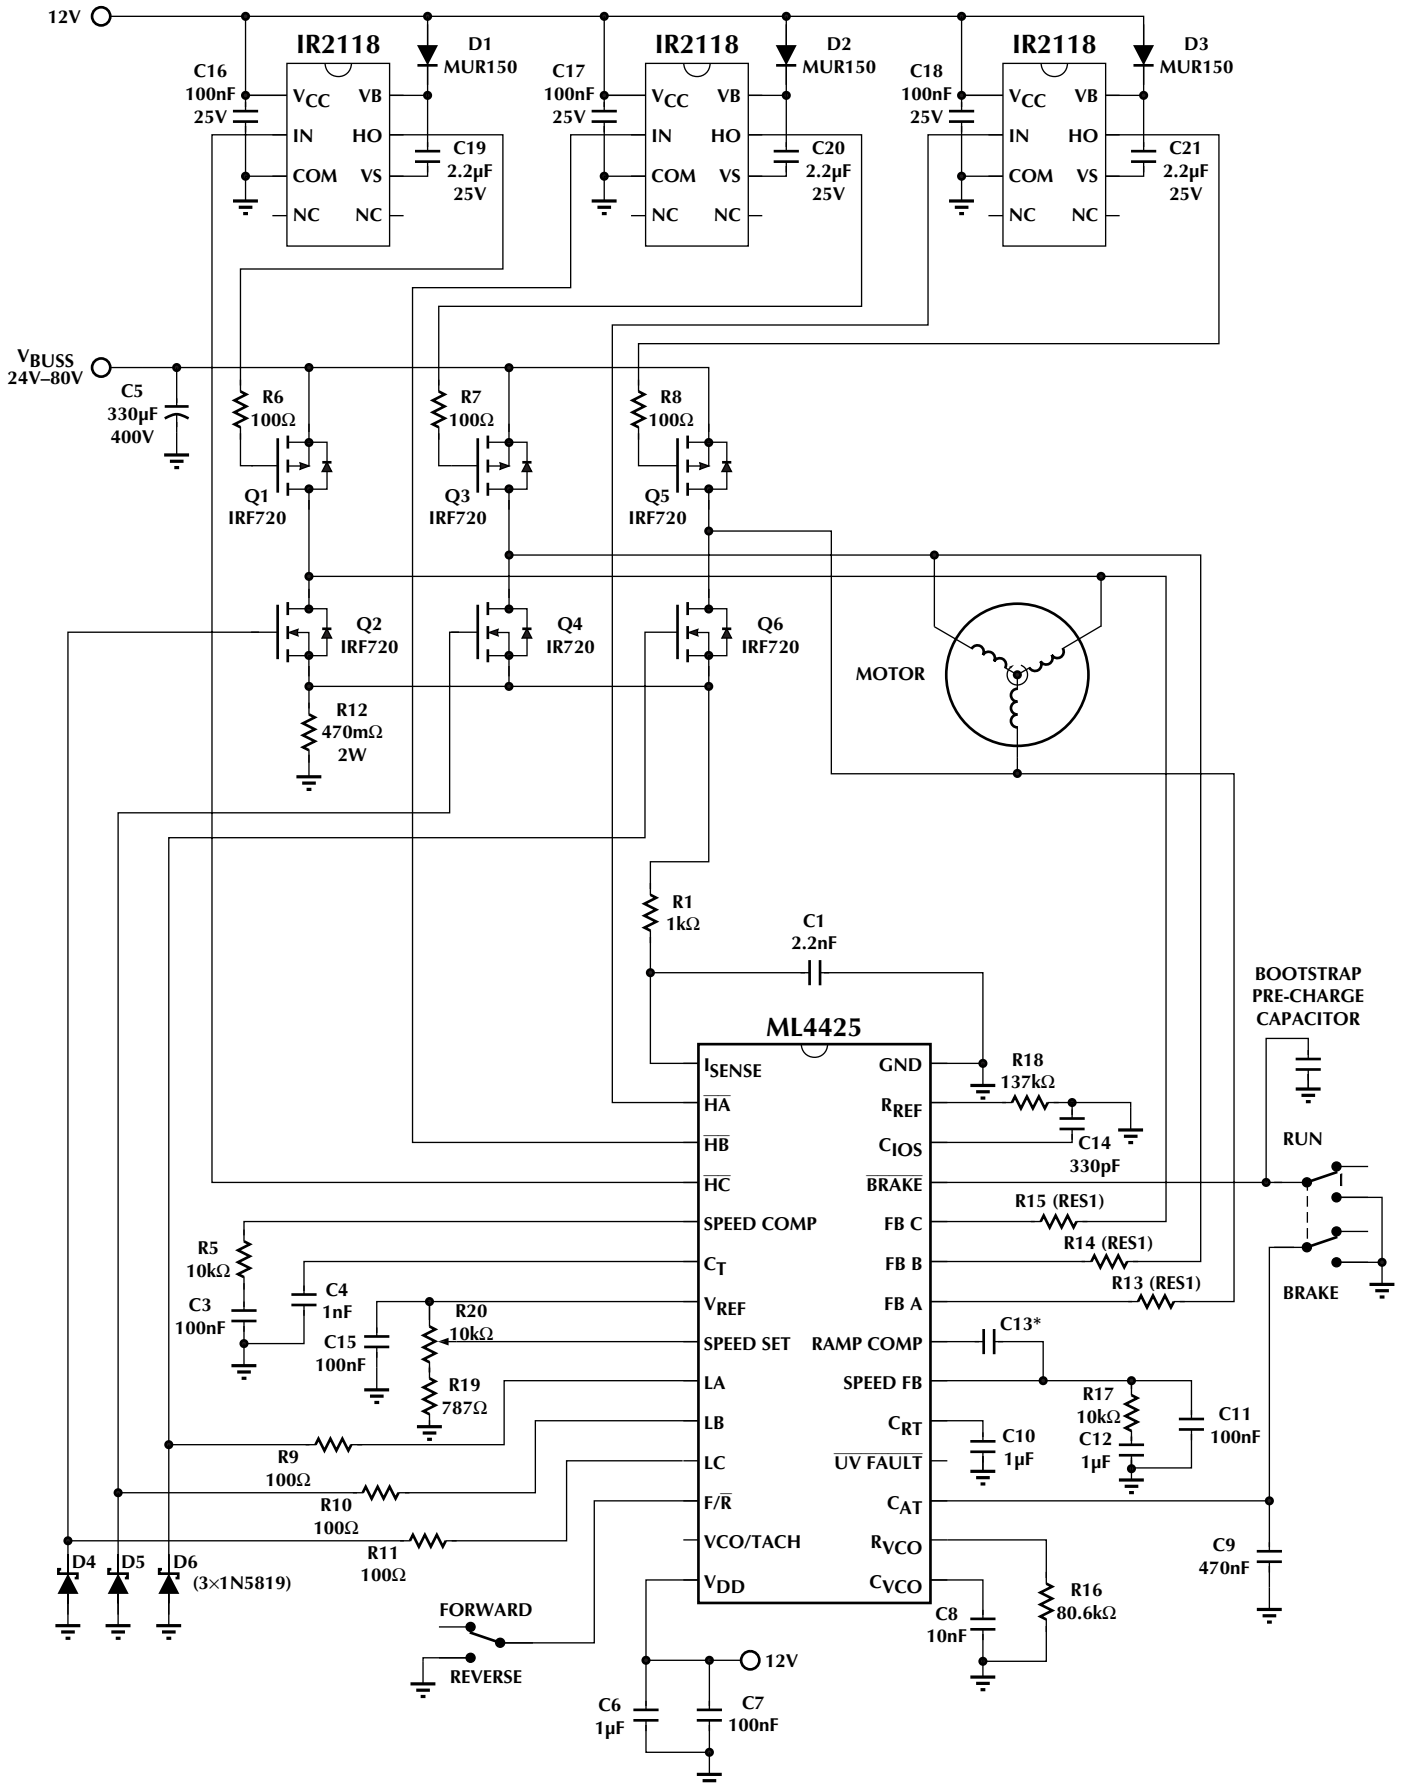 12V
IR2118
IR2118
IR2118
D1
MUR150
D2
MUR150
D3
MUR150
C16
100nF
25V
VCC
VB
IN
HO
COM
VS
NC
NC
C19
2.2µF
25V
C17
100nF
25V
VCC
VB
IN
HO
COM
VS
NC
NC
C20
2.2µF
25V
C18
100nF
25V
VCC
VB
IN
HO
COM
VS
NC
NC
C21
2.2µF
25V
VBUSS
24V–80V
C5
330µF
400V
R6
100Ω
R7
100Ω
R8
100Ω
Q1
IRF720
Q3
IRF720
Q5
IRF720
Q2
IRF720
Q4
IR720
Q6
IRF720
MOTOR
R12
470mΩ
2W
R1
1kΩ
C1
2.2nF
BOOTSTRAP
PRE-CHARGE
CAPACITOR
ML4425
ISENSE
HA
HB
HC
SPEED COMP
CT
VREF
SPEED SET
LA
LB
LC
F/R
VCO/TACH
VDD
GND
RREF
CIOS
BRAKE
FB C
FB B
FB A
RAMP COMP
SPEED FB
CRT
UV FAULT
CAT
RVCO
CVCO
R18
137kΩ
C14
330pF
RUN
R15 (RES1)
R14 (RES1)
R13 (RES1)
BRAKE
R5
10kΩ
C3
100nF
C4
1nF
C15
100nF
R20
10kΩ
R19
787Ω
C13*
R17
10kΩ
C12
1µF
C11
100nF
C10
1µF
R9
100Ω
R10
100Ω
R11
100Ω
D4
D5
D6
(3×1N5819)
C9
470nF
R16
80.6kΩ
C8
10nF
FORWARD
REVERSE
12V
C6
1µF
C7
100nF